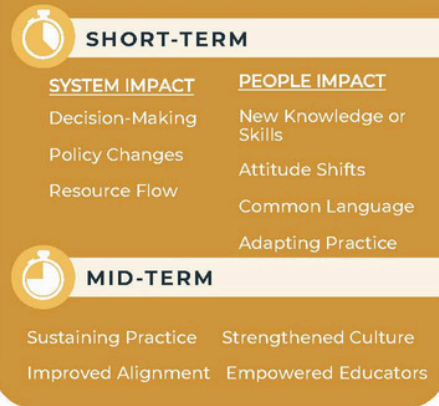 SHORT-TERM
SYSTEM IMPACT
Decision-Making
Policy Changes
Resource Flow
PEOPLE IMPACT
New Knowledge or
Skills
Attitude Shifts
Common Language
Adapting Practice
MID-TERM
Sustaining Practice
Strengthened Culture
Improved Alignment
Empowered Educators